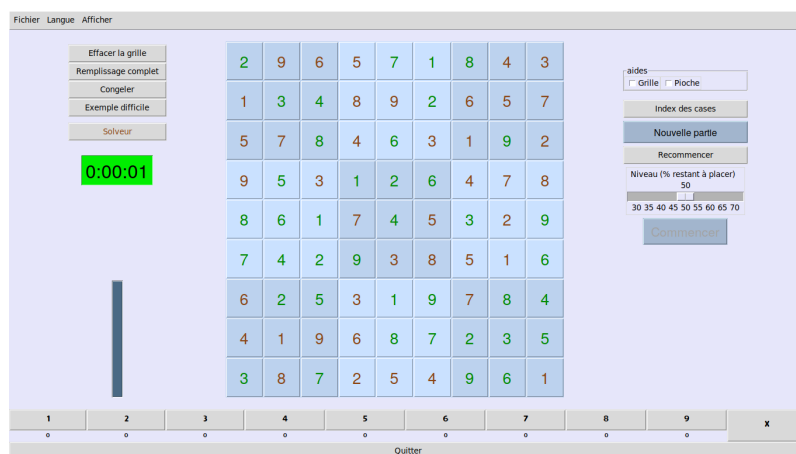 Fichier Langue Afficher
Effacer la grille
Remplissage complet
Congeler
Exemple difficile
Solveur
0:00:01
2 9 6 5 7 1 8 4 3
1 3 4 8 9 2 6 5 7
5 7 8 4 6 3 1 9 2
9 5 3 1 2 6 4 7 8
8 6 1 7 4 5 3 2 9
7 4 2 9 3 8 5 1 6
6 2 5 3 1 9 7 8 4
4 1 9 6 8 7 2 3 5
3 8 7 2 5 4 9 6 1
aides
Grille Pioche
Index des cases
Nouvelle partie
Recommencer
Niveau (% restant à placer)
50
30 35 40 45 50 55 60 65 70
Commencer
1 2 3 4 5 6 7 8 9 x
0 0 0 0 0 0 0 0 0
Quitter